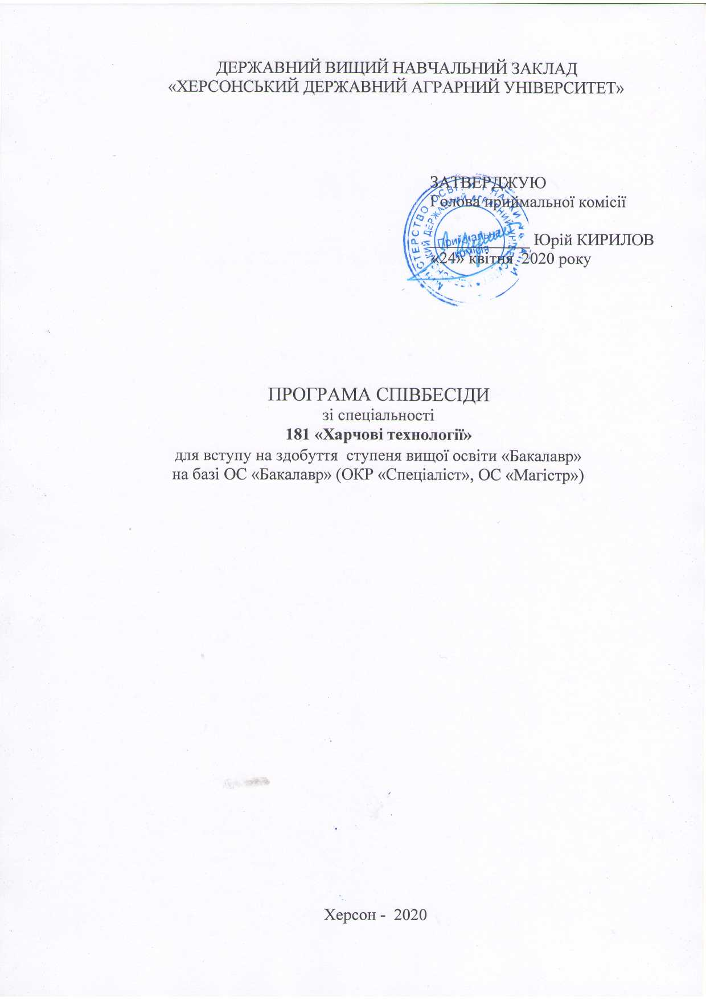 ДЕРЖАВНИЙ ВИЩИЙ НАВЧАЛЬНИЙ ЗАКЛАД
«ХЕРСОНСЬКИЙ ДЕРЖАВНИЙ АГРАРНИЙ УНІВЕРСИТЕТ»
ЗАТВЕРДЖУЮ
Голова приймальної комісії
Приймальна
комісія
Юрій КИРИЛОВ
«24» квітня 2020 року
ПРОГРАМА СПІВБЕСІДИ
зі спеціальності
181 «Харчові технології»
для вступу на здобуття ступеня вищої освіти «Бакалавр»
на базі ОС «Бакалавр» (ОКР «Спеціаліст», ОС «Магістр»)
Херсон - 2020